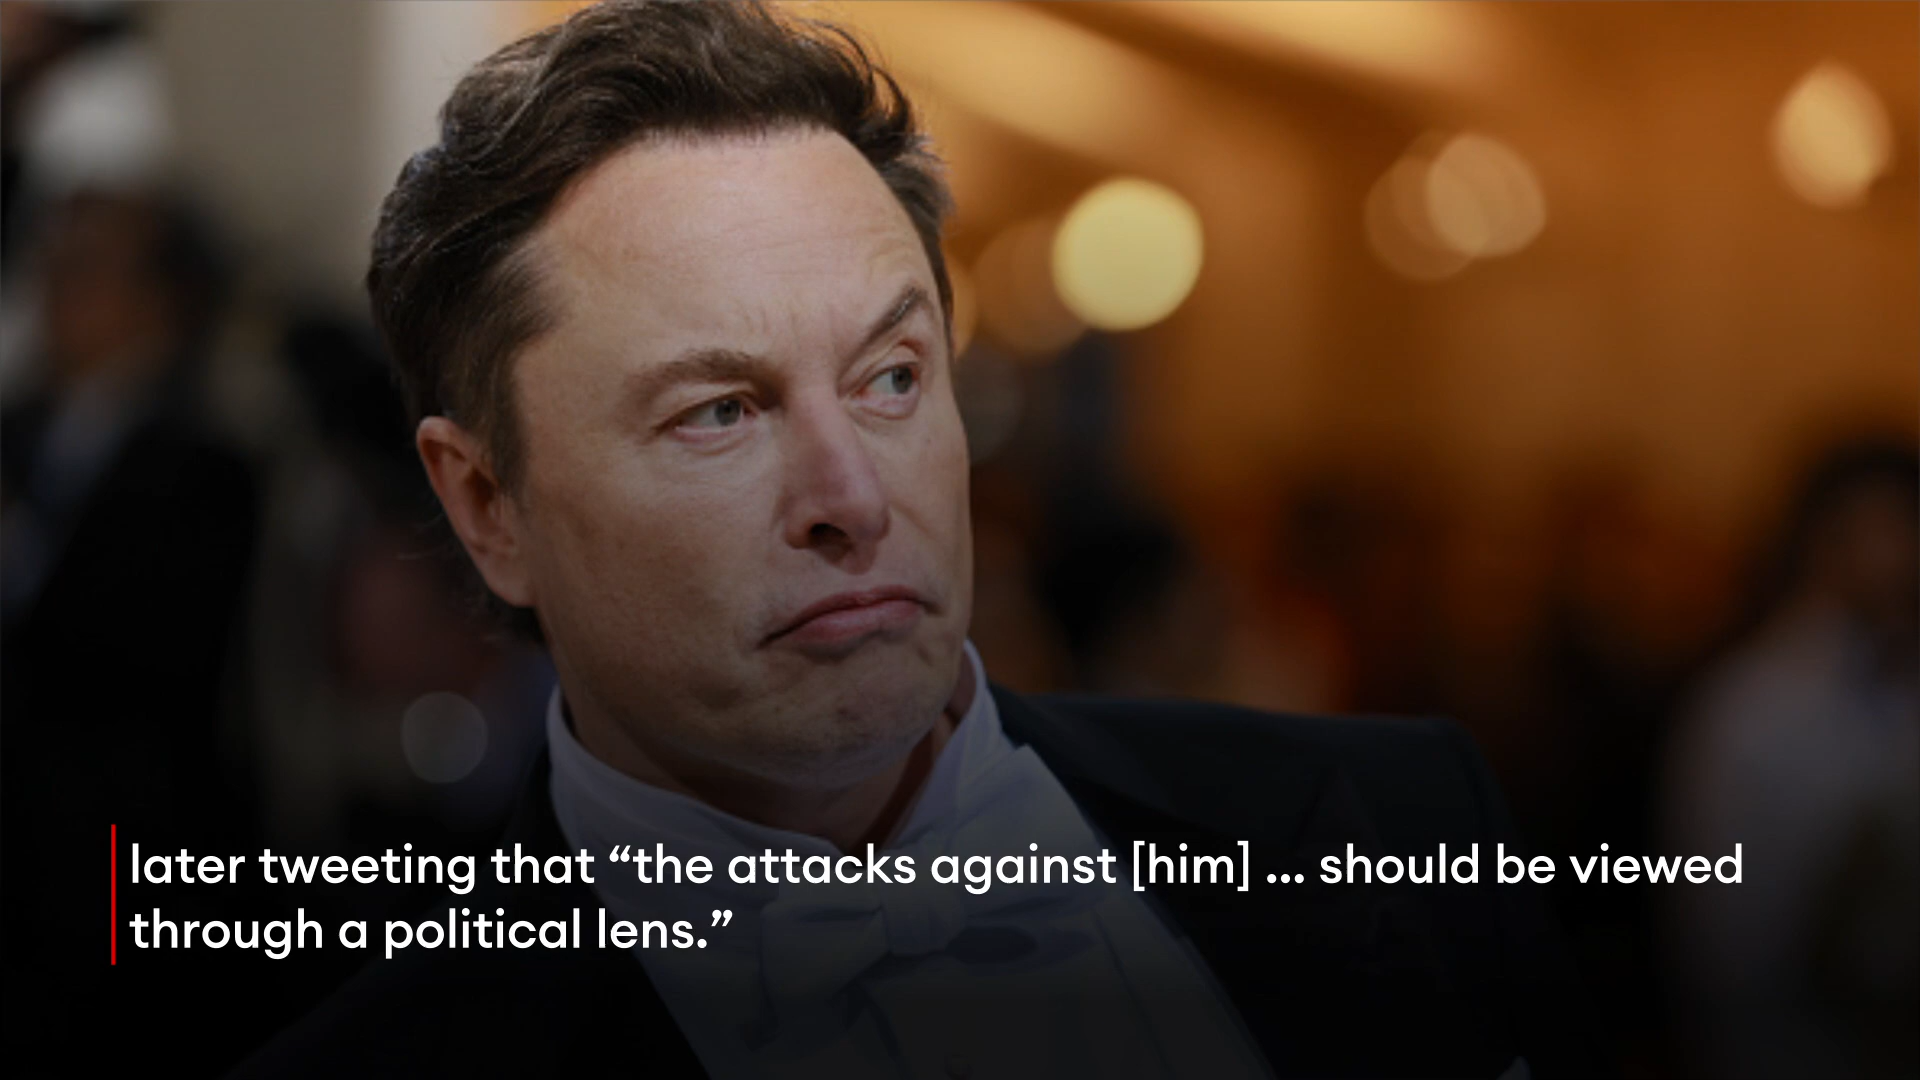 later tweeting that “the attacks against [him] ... should be viewed
through a political lens.”